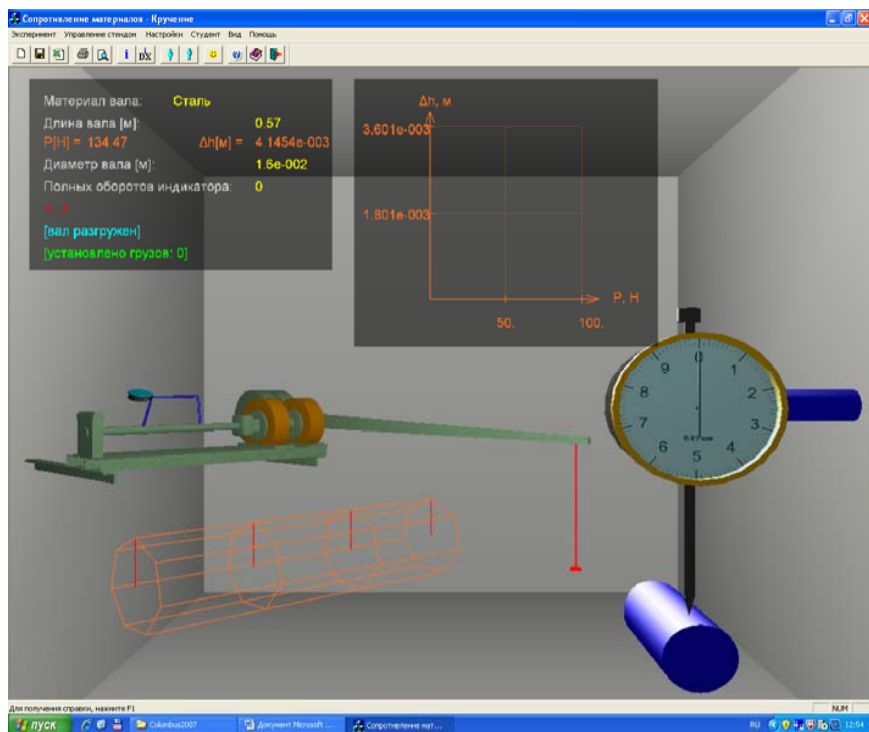 Сопротивление материалов - Кручение
Эксперимент Управление стендом Настройки Студент Вид Помощь
Материал вала: Сталь
Длина вала [м]: 0.57
P[H] = 134.47 Δh[м] = 4.1454e-003
Диаметр вала [м]: 1.6e-002
Полных оборотов индикатора: 0
<..>
[вал разгружен]
[установлено грузов: 0]
Δh, м
3.601e-003
1.801e-003
50. 100.
P, H
0
1
2
3
4
5
6
7
8
9
0.01 мм
Для получения справки, нажмите F1
NUM
пуск Columbus2007 Документ Microsoft ... Сопротивление мат... RU 12:54